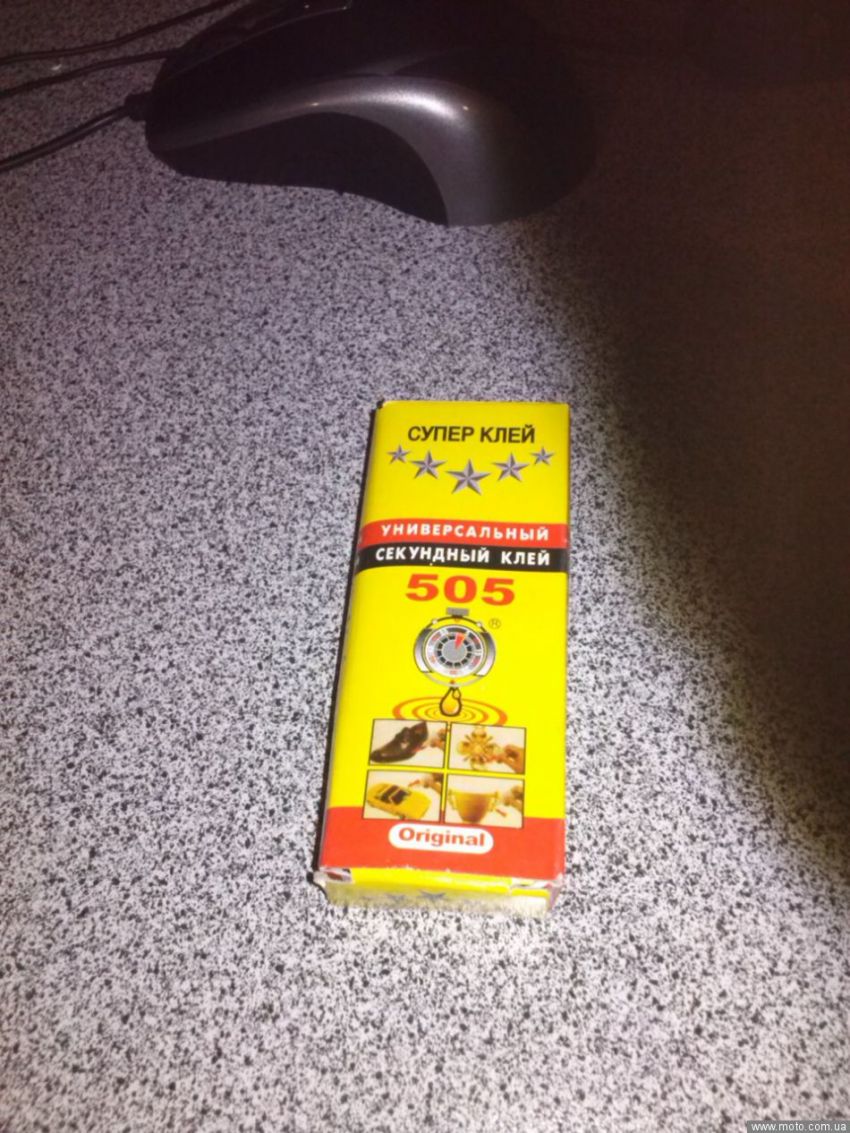 СУПЕР КЛЕЙ
УНИВЕРСАЛЬНЫЙ
СЕКУНДНЫЙ КЛЕЙ
505
®
Original
www.moto.com.ua